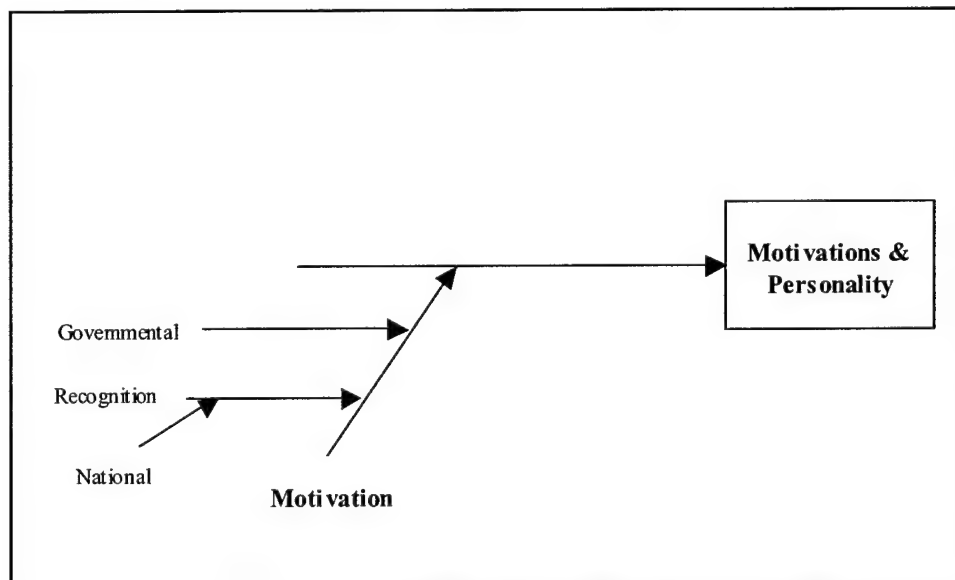 Motivations &
Personality
Governmental
Recognition
National
Motivation